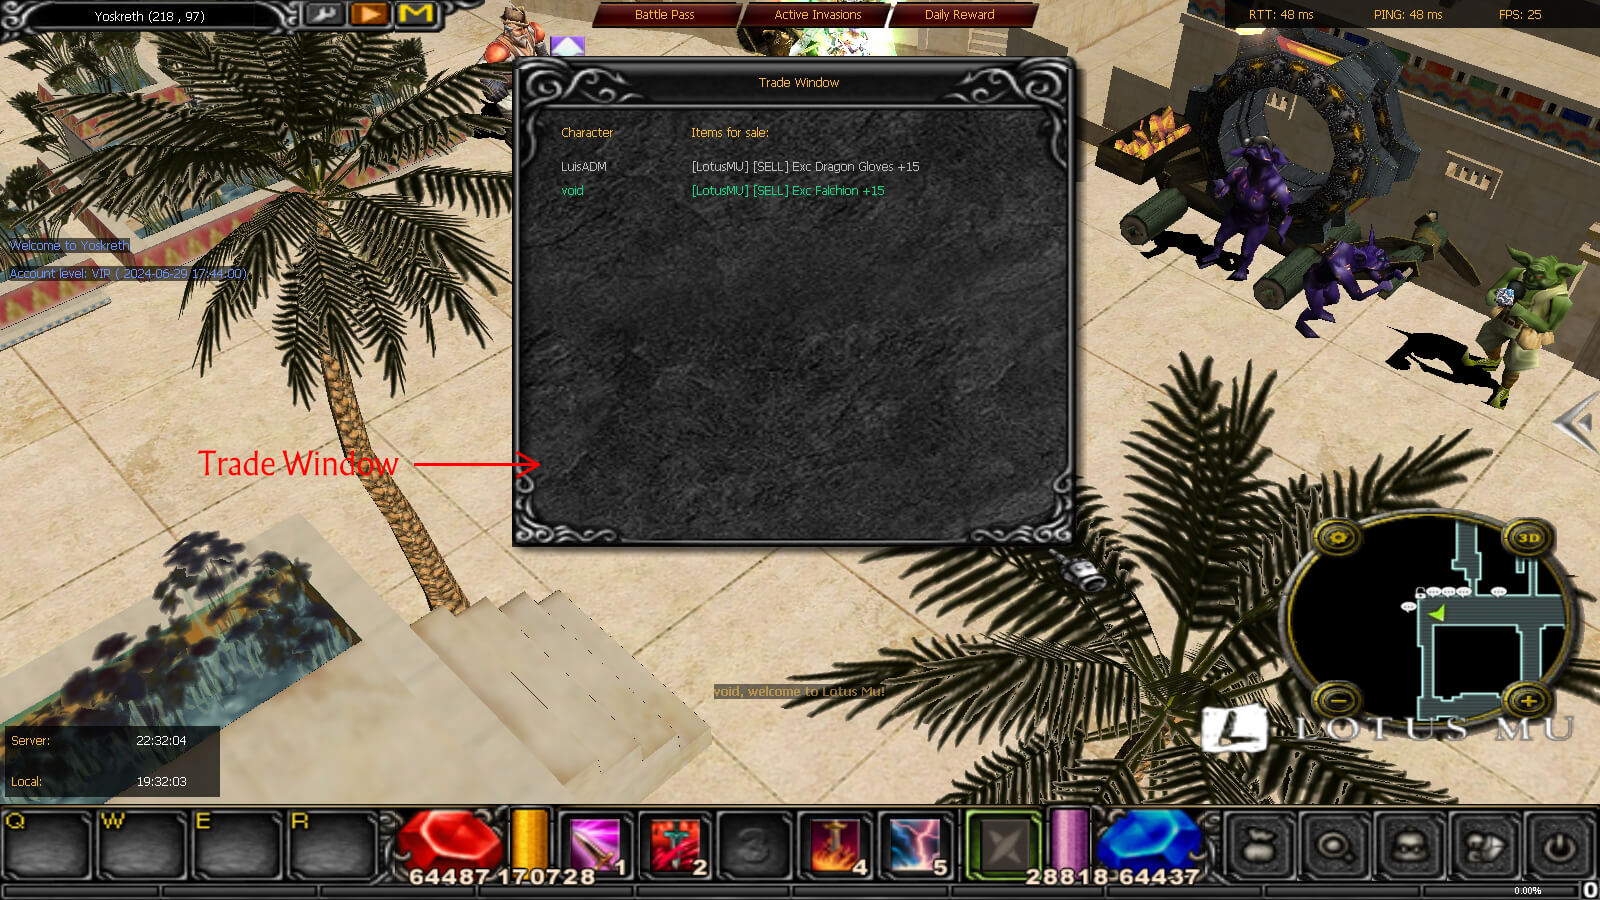 Yoskreth (218 , 97)
Battle Pass
Active Invasions
Daily Reward
RTT: 48 ms
PING: 48 ms
FPS: 25
Trade Window
Character
Items for sale:
LuisADM
[LotusMU] [SELL] Exc Dragon Gloves +15
void
[LotusMU] [SELL] Exc Falchion +15
Welcome to Yoskreth
Account level: VIP ( 2024-06-29 17:44:00)
Trade Window
3D
void, welcome to Lotus Mu!
LOTUS MU
Server:
22:32:04
Local:
19:32:03
Q
W
E
R
64487
170728
1
2
3
4
5
28818
64437
0.00%
0